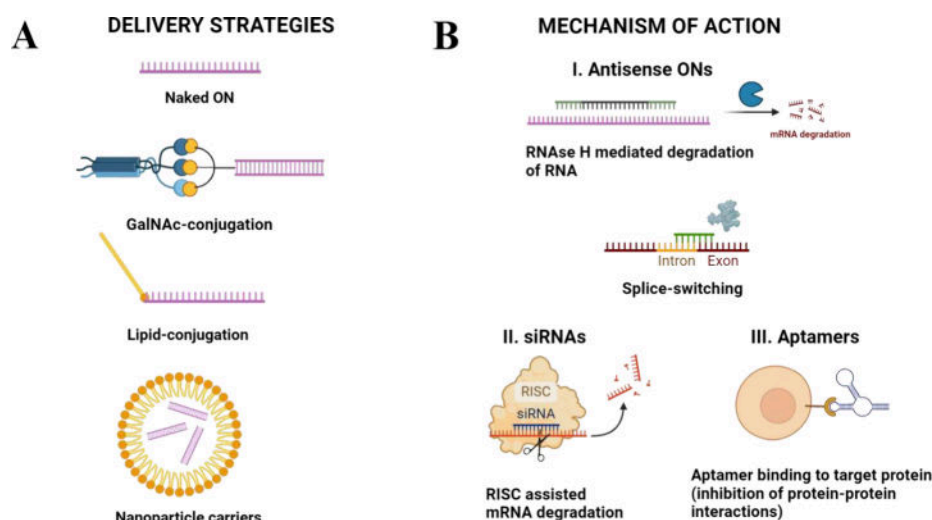 A
DELIVERY STRATEGIES
Naked ON
GalNAc-conjugation
Lipid-conjugation
Nanoparticle carriers
B
MECHANISM OF ACTION
I. Antisense ONs
mRNA degradation
RNAse H mediated degradation
of RNA
Intron
Exon
Splice-switching
II. siRNAs
RISC
siRNA
RISC assisted
mRNA degradation
III. Aptamers
Aptamer binding to target protein
(inhibition of protein-protein
interactions)